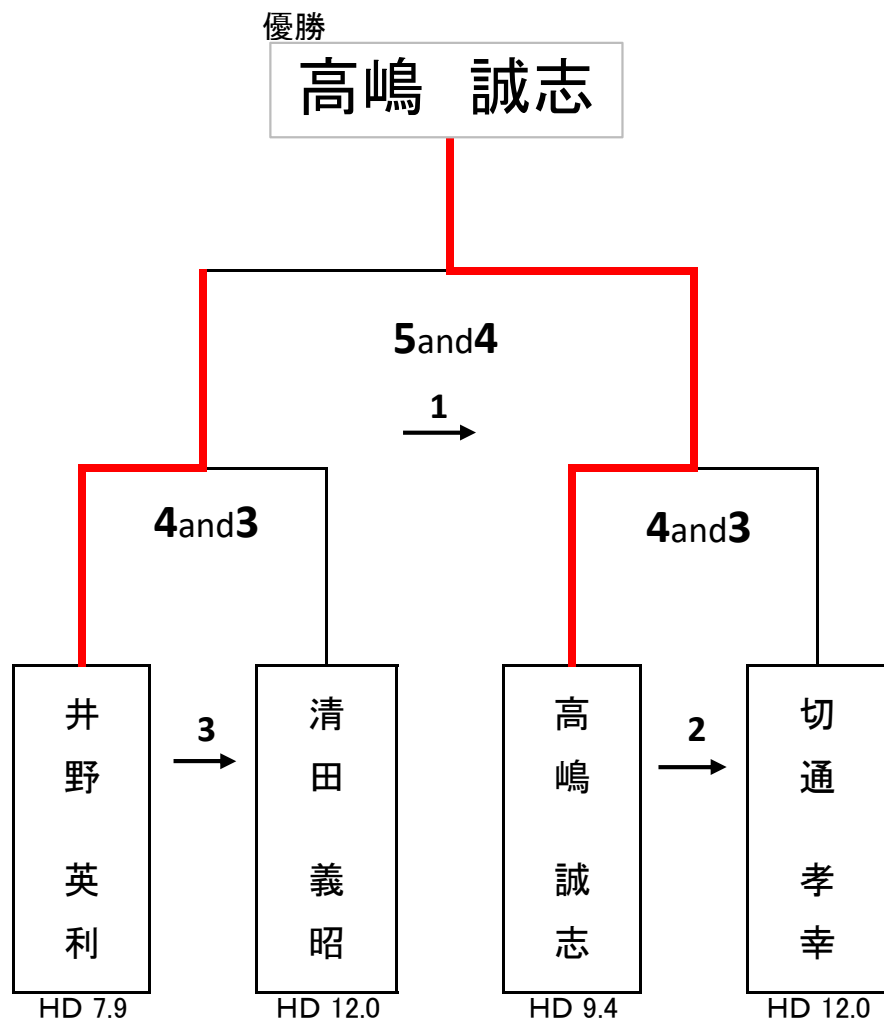 優勝
高嶋 誠志
5and4
1
4and3
4and3
井野 英利
3
清田 義昭
高嶋 誠志
2
切通 孝幸
HD 7.9
HD 12.0
HD 9.4
HD 12.0